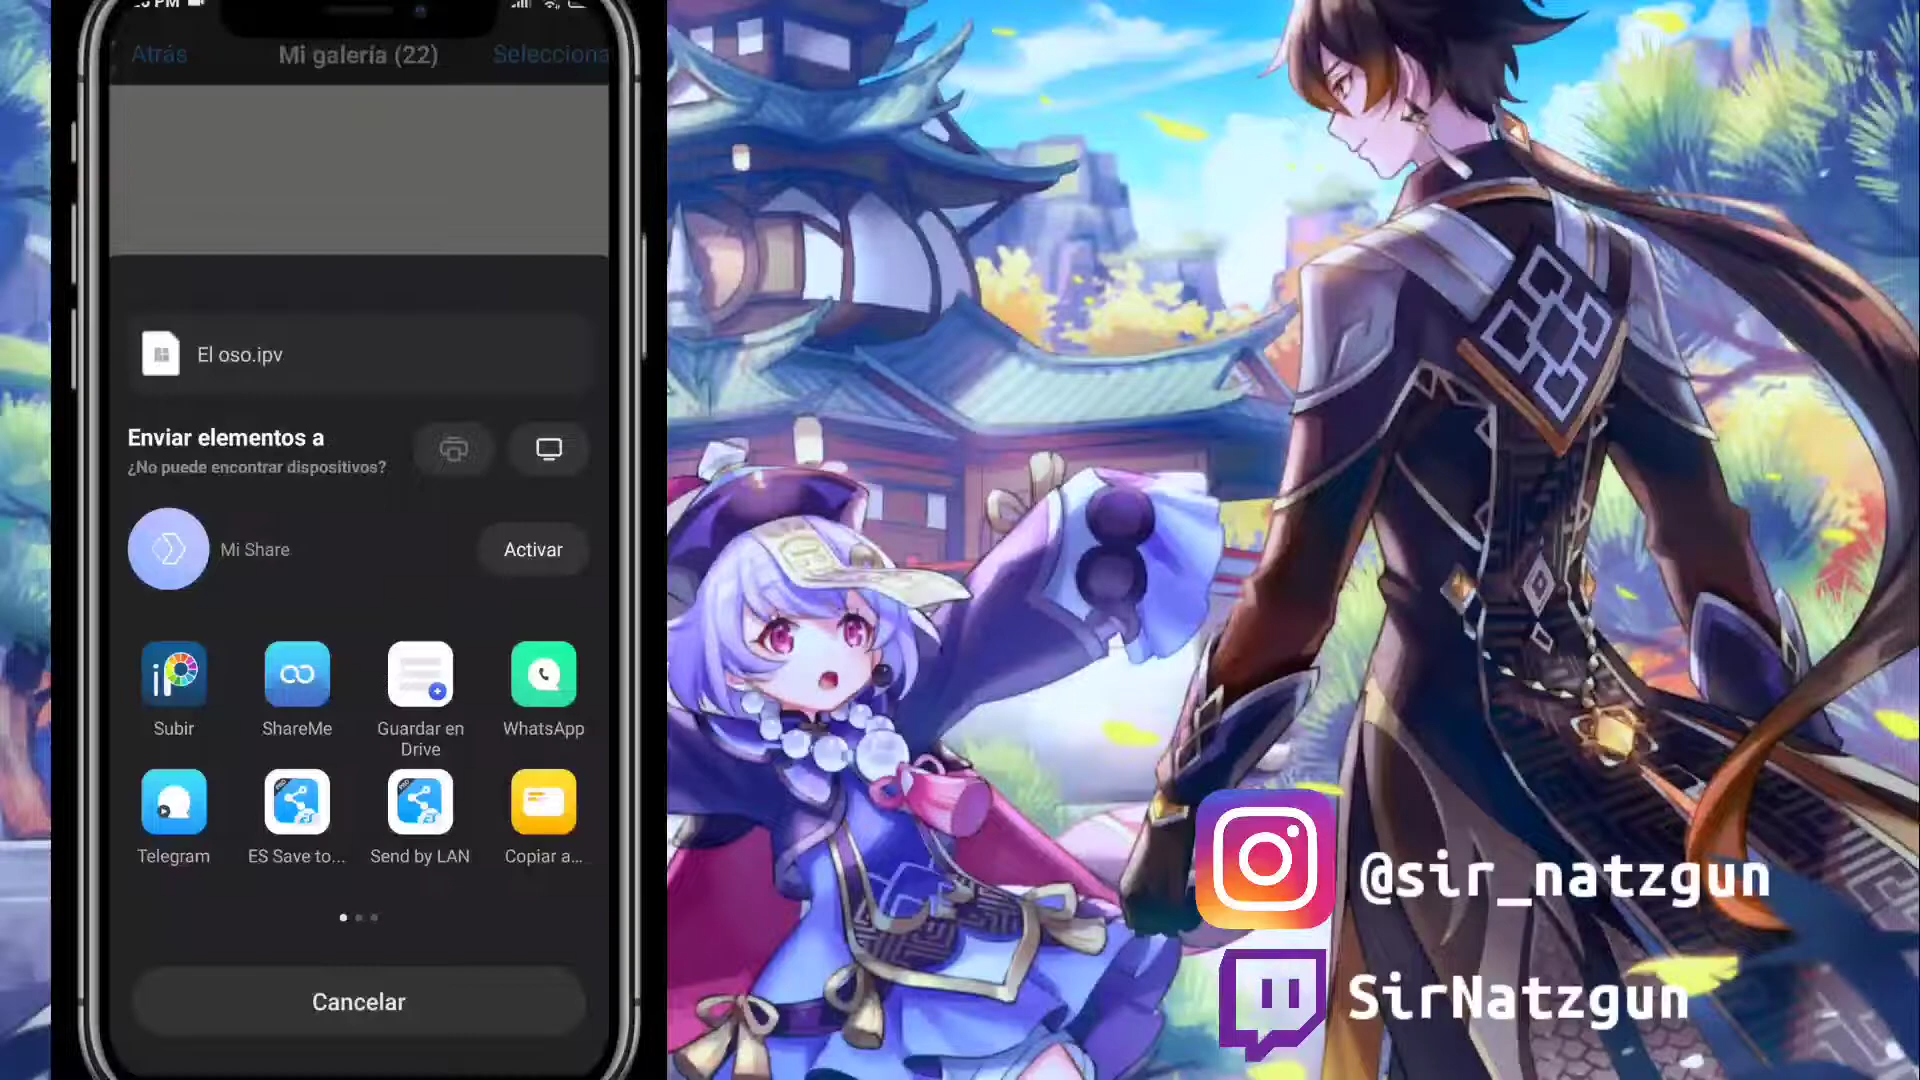 Atrás
Mi galería (22)
Selecciona
El oso.ipv
Enviar elementos a
¿No puede encontrar dispositivos?
Mi Share
Activar
Subir
ShareMe
Guardar en
Drive
WhatsApp
Telegram
ES Save to...
Send by LAN
Copiar a...
Cancelar
@sir_natzgun
SirNatzgun